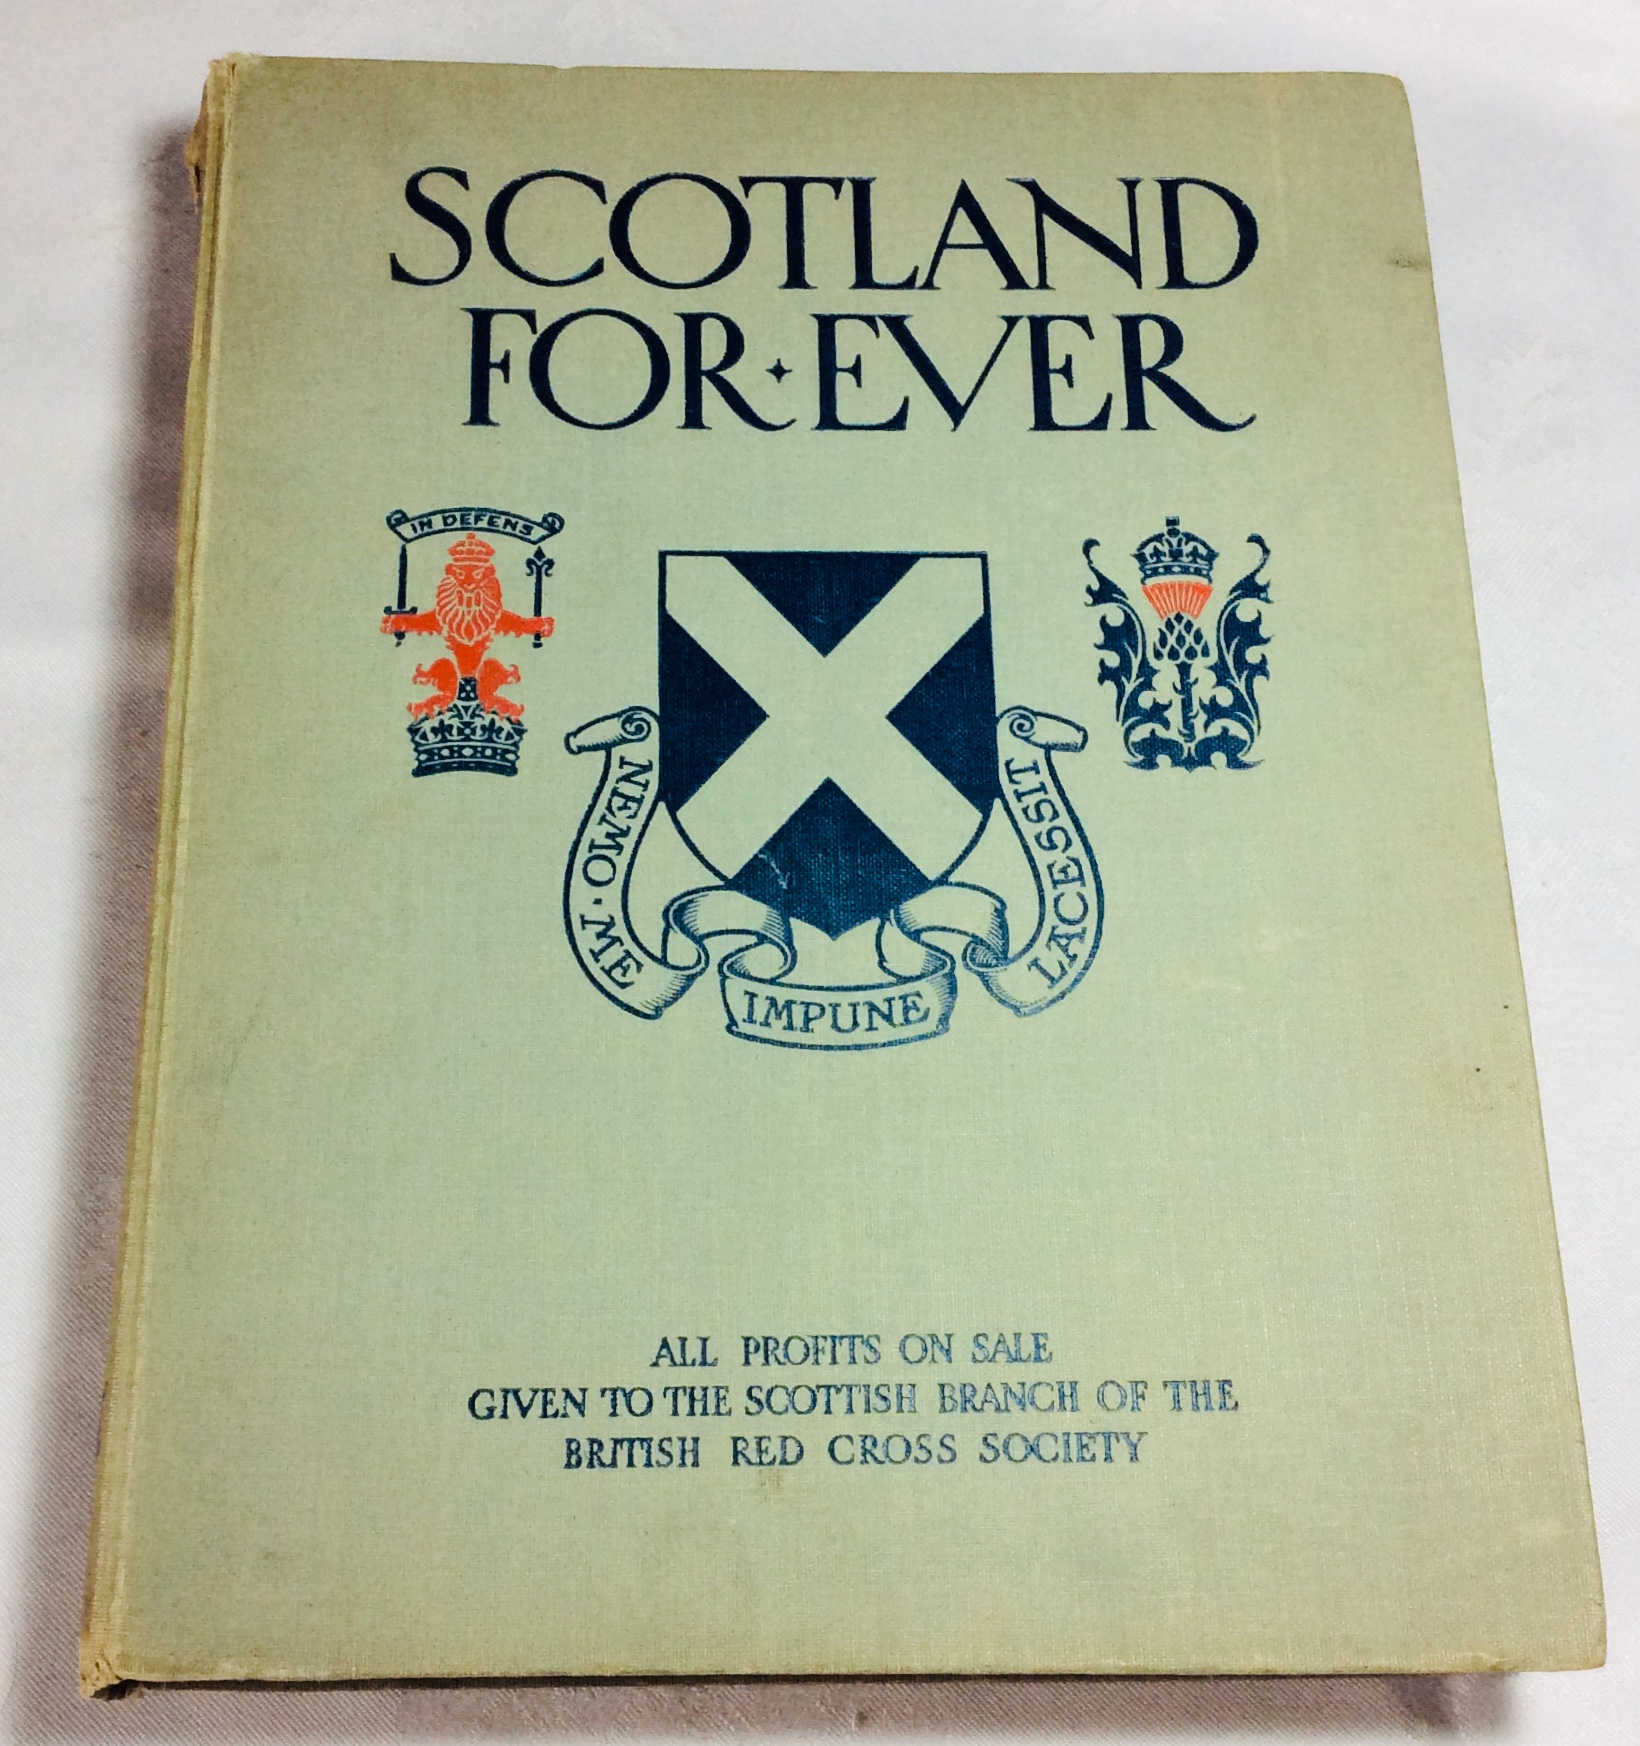 SCOTLAND
FOR·EVER
IN DEFENS
NEMO·ME
IMPUNE
LACESSIT
ALL PROFITS ON SALE
GIVEN TO THE SCOTTISH BRANCH OF THE
BRITISH RED CROSS SOCIETY